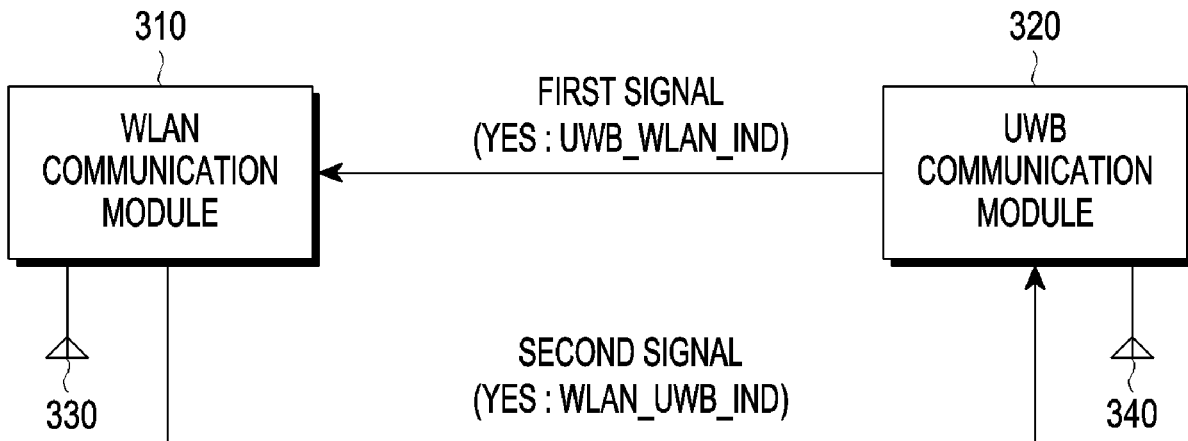 310
320
WLAN
COMMUNICATION
MODULE
FIRST SIGNAL
(YES : UWB_WLAN_IND)
UWB
COMMUNICATION
MODULE
SECOND SIGNAL
(YES : WLAN_UWB_IND)
330
340